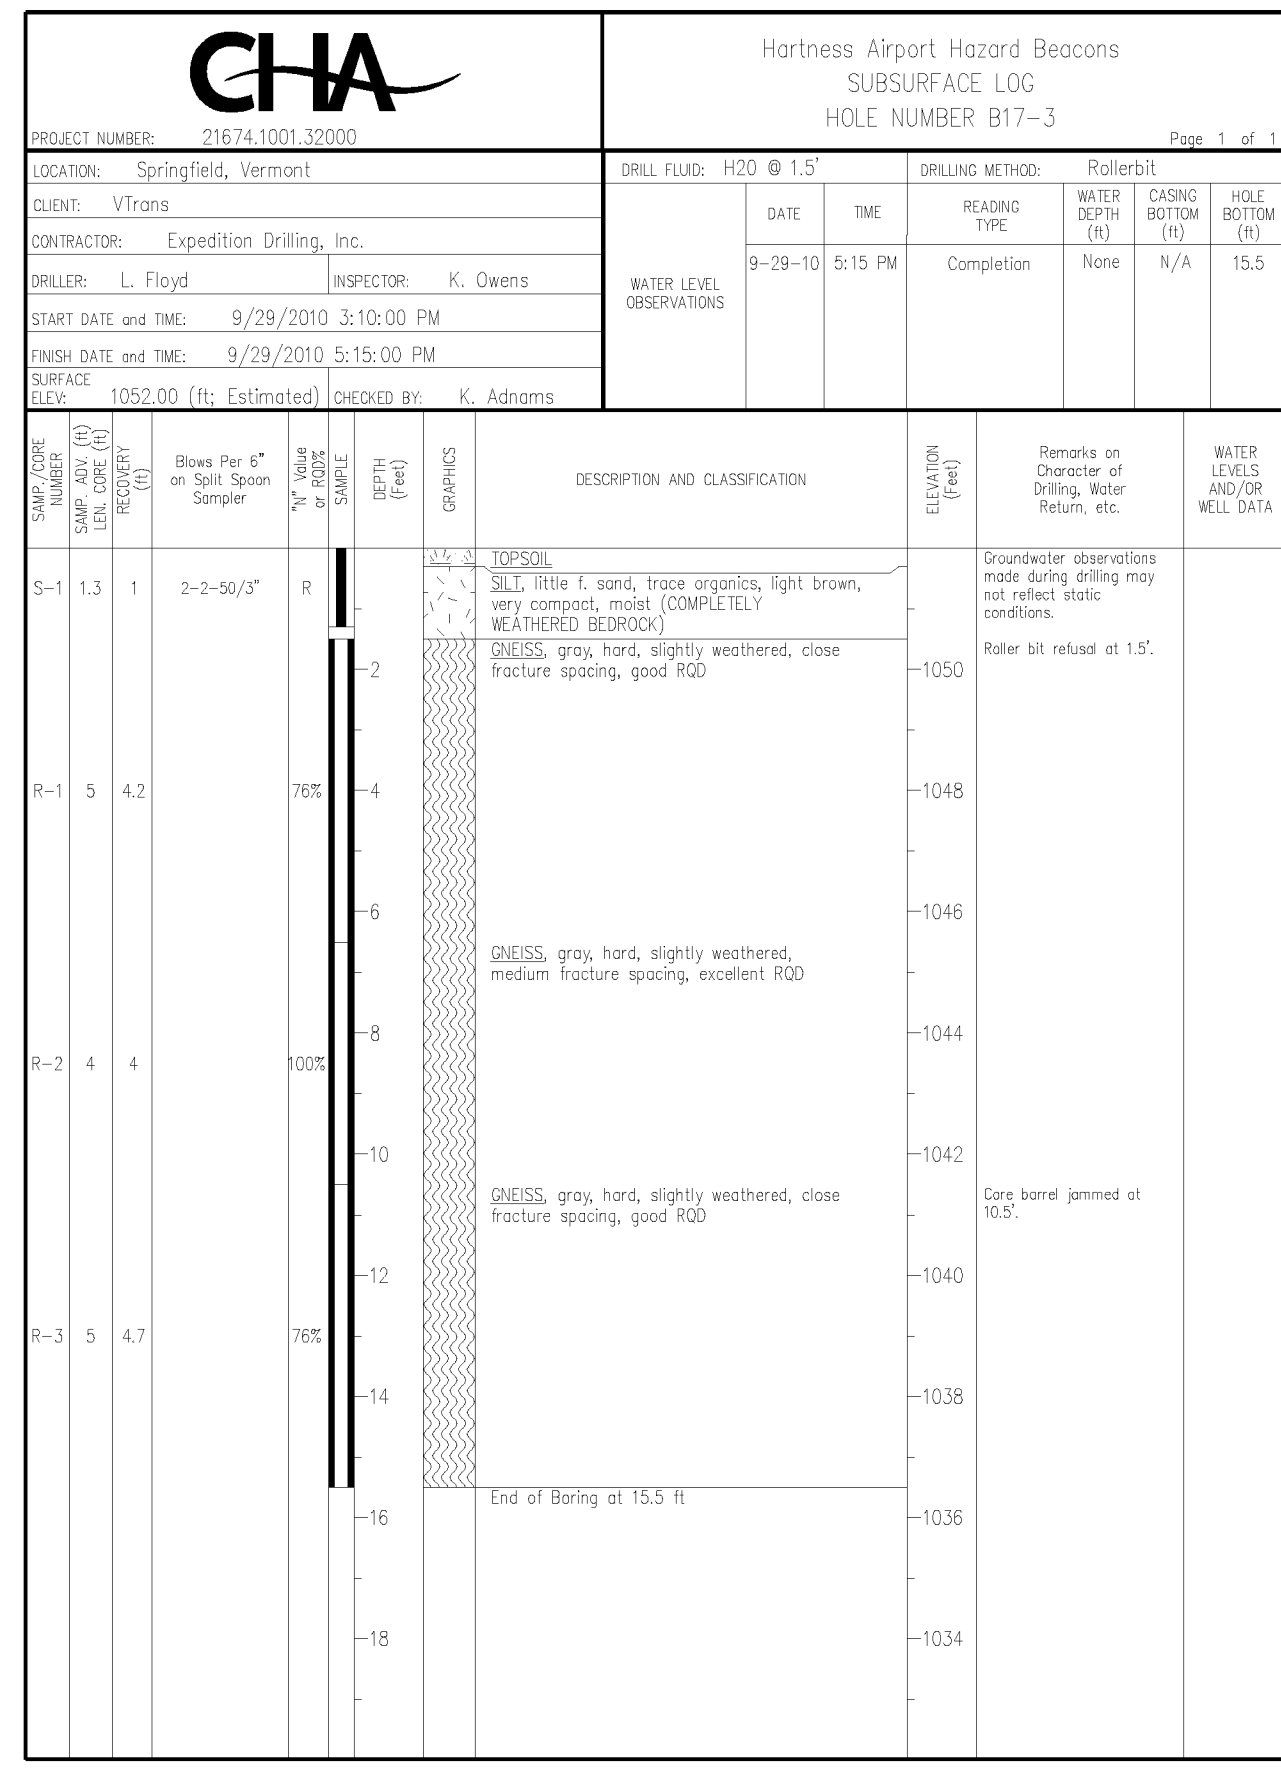 CHA
PROJECT NUMBER: 21674.1001.32000
Hartness Airport Hazard Beacons
SUBSURFACE LOG
HOLE NUMBER B17-3
Page 1 of 1
LOCATION: Springfield, Vermont
CLIENT: VTrans
CONTRACTOR: Expedition Drilling, Inc.
DRILLER: L. Floyd
INSPECTOR: K. Owens
START DATE and TIME: 9/29/2010 3:10:00 PM
FINISH DATE and TIME: 9/29/2010 5:15:00 PM
SURFACE
ELEV: 1052.00 (ft; Estimated)
CHECKED BY: K. Adnams
DRILL FLUID: H20 @ 1.5'
DRILLING METHOD: Rollerbit
WATER LEVEL
OBSERVATIONS
DATE
TIME
READING
TYPE
WATER
DEPTH
(ft)
CASING
BOTTOM
(ft)
HOLE
BOTTOM
(ft)
9-29-10 5:15 PM Completion None N/A 15.5
SAMP./CORE
NUMBER
SAMP. ADV. (ft)
LEN. CORE (ft)
RECOVERY
(ft)
Blows Per 6"
on Split Spoon
Sampler
"N" Value
or RQD%
SAMPLE
DEPTH
(Feet)
GRAPHICS
DESCRIPTION AND CLASSIFICATION
ELEVATION
(Feet)
Remarks on
Character of
Drilling, Water
Return, etc.
WATER
LEVELS
AND/OR
WELL DATA
S-1 1.3 1 2-2-50/3" R
TOPSOIL
SILT, little f. sand, trace organics, light brown,
very compact, moist (COMPLETELY
WEATHERED BEDROCK)
Groundwater observations
made during drilling may
not reflect static
conditions.
GNEISS, gray, hard, slightly weathered, close
fracture spacing, good RQD
Roller bit refusal at 1.5'.
2
1050
R-1 5 4.2 76%
4
1048
6
1046
GNEISS, gray, hard, slightly weathered,
medium fracture spacing, excellent RQD
8
1044
R-2 4 4 100%
10
1042
GNEISS, gray, hard, slightly weathered, close
fracture spacing, good RQD
Core barrel jammed at
10.5'.
12
1040
R-3 5 4.7 76%
14
1038
End of Boring at 15.5 ft
16
1036
18
1034